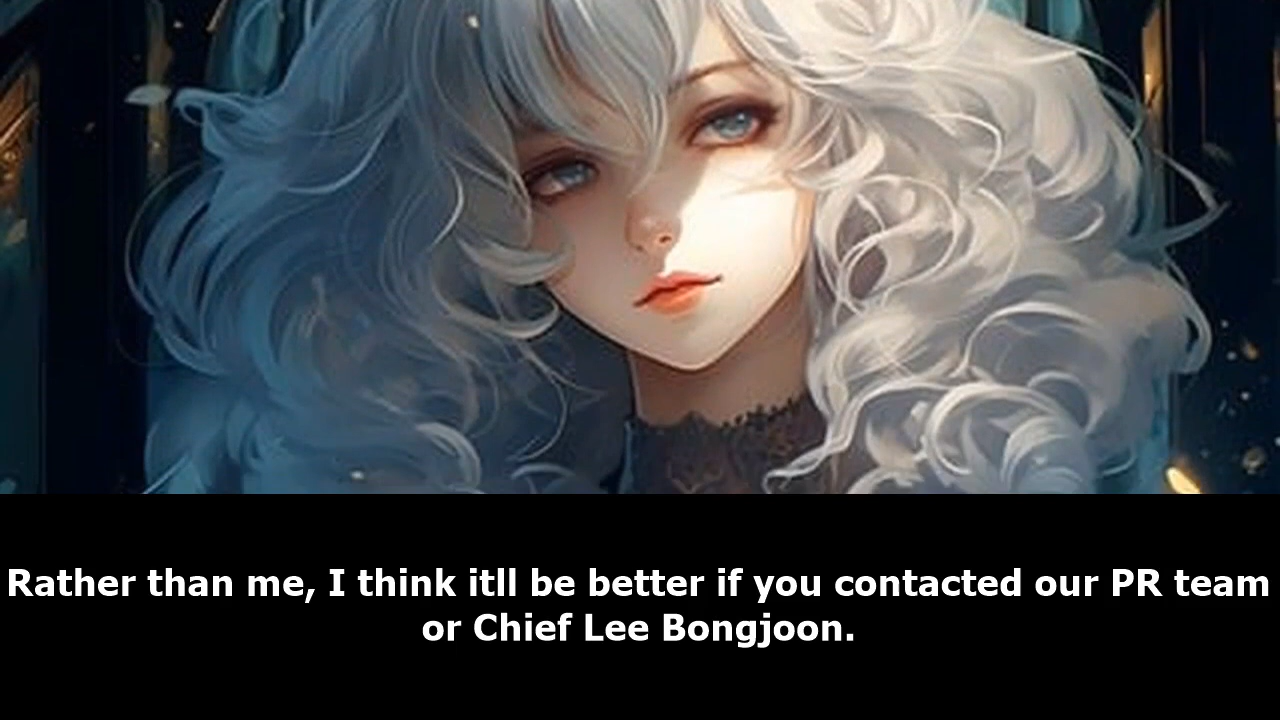 Rather than me, I think itll be better if you contacted our PR team
or Chief Lee Bongjoon.